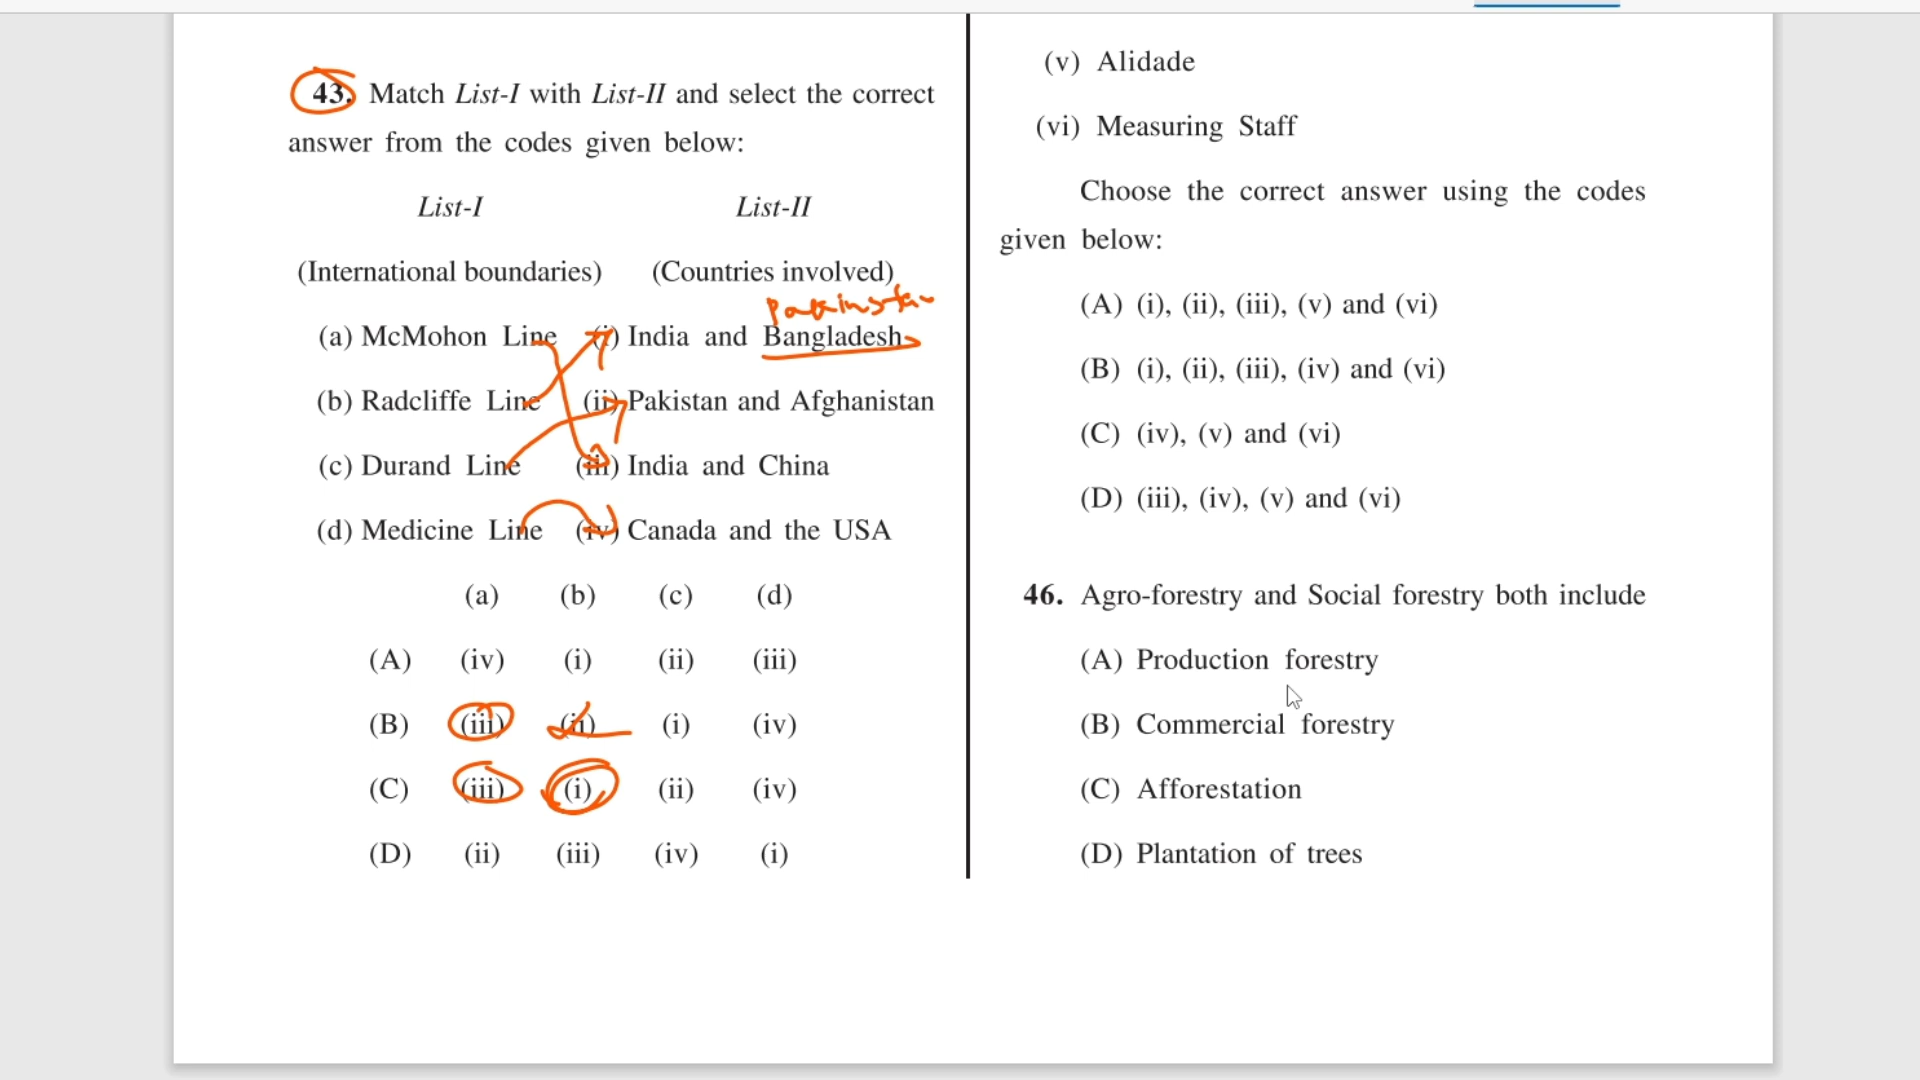 43. Match List-I with List-II and select the correct
answer from the codes given below:
List-I List-II
(International boundaries) (Countries involved)
Pakinstan
(a) McMohon Line (i) India and Bangladesh
(b) Radcliffe Line (ii) Pakistan and Afghanistan
(c) Durand Line (iii) India and China
(d) Medicine Line (iv) Canada and the USA
(a) (b) (c) (d)
(A) (iv) (i) (ii) (iii)
(B) (iii) (ii) (i) (iv)
(C) (iii) (i) (ii) (iv)
(D) (ii) (iii) (iv) (i)
(v) Alidade
(vi) Measuring Staff
Choose the correct answer using the codes
given below:
(A) (i), (ii), (iii), (v) and (vi)
(B) (i), (ii), (iii), (iv) and (vi)
(C) (iv), (v) and (vi)
(D) (iii), (iv), (v) and (vi)
46. Agro-forestry and Social forestry both include
(A) Production forestry
(B) Commercial forestry
(C) Afforestation
(D) Plantation of trees